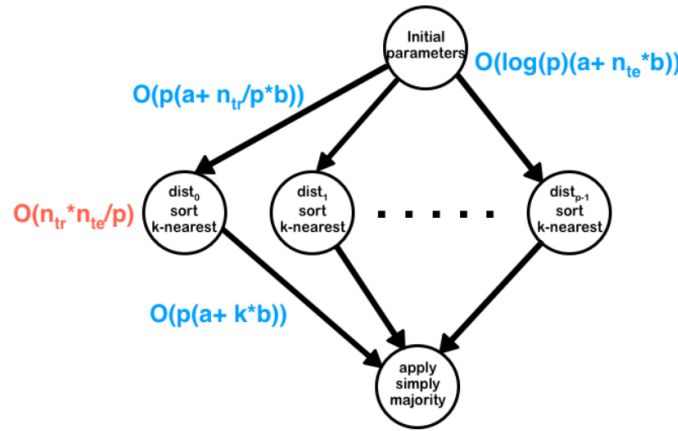 Initial
parameters
O(log(p)(a+ n_te*b))
O(p(a+ n_tr/p*b))
dist_0
sort
k-nearest
dist_1
sort
k-nearest
. . . . .
dist_p-1
sort
k-nearest
O(n_tr*n_te/p)
O(p(a+ k*b))
apply
simply
majority